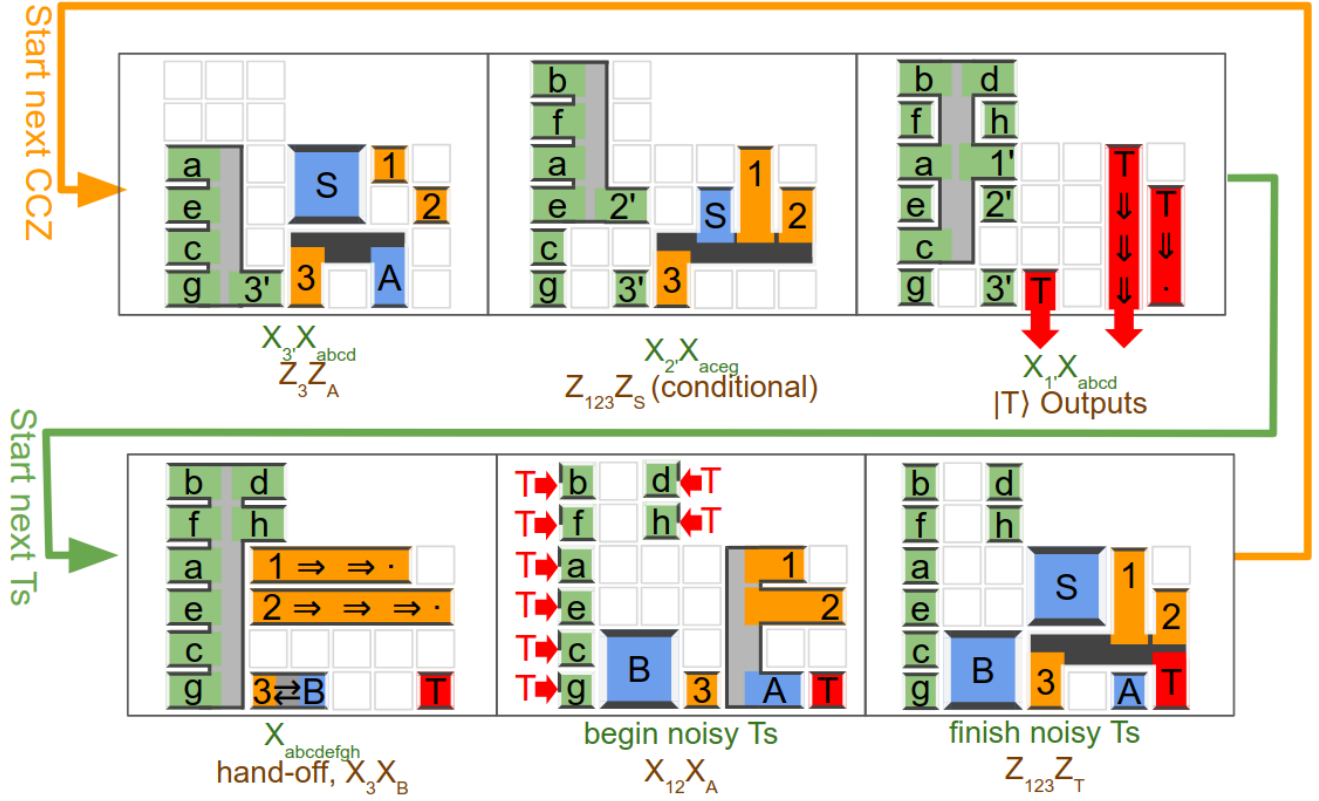 Start next CCZ
a
e
c
g
3'
S
1
2
3
A
X3'Xabcd
Z3ZA
b
f
a
e
2'
c
g
3'
S
1
2
3
X2'Xaceg
Z123ZS (conditional)
b
d
f
h
a
1'
e
2'
c
g
3'
T
T
⇓
⇓
⇓
T
⇓
.
X1'Xabcd
|T⟩ Outputs
Start next Ts
b
d
f
h
a
e
c
g
1 ⇒ ⇒ ·
2 ⇒ ⇒ ⇒ ·
3⇄B
T
Xabcdefgh
hand-off, X3XB
T b
d T
T f
h T
T a
T e
T c
T g
B
3
1
2
A
T
begin noisy Ts
X12XA
b
d
f
h
a
e
c
g
S
1
2
B
3
A
T
finish noisy Ts
Z123ZT